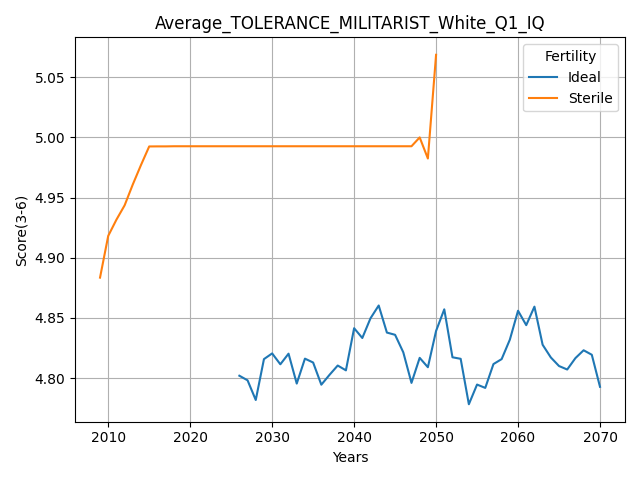 Average_TOLERANCE_MILITARIST_White_Q1_IQ
Fertility
Ideal
Sterile
Score(3-6)
5.05
5.00
4.95
4.90
4.85
4.80
2010 2020 2030 2040 2050 2060 2070
Years